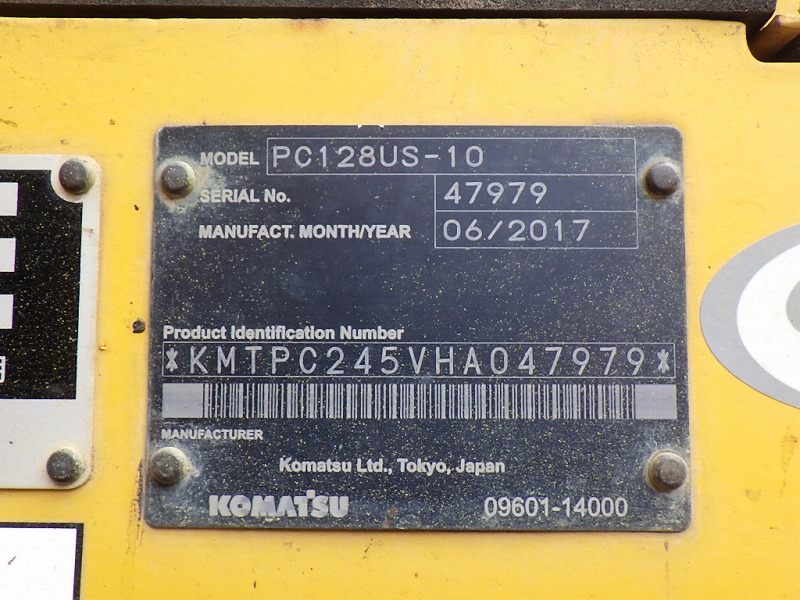 MODEL PC128US-10
SERIAL No. 47979
MANUFACT. MONTH/YEAR 06/2017
Product Identification Number
*KMTPC245VHA047979*
MANUFACTURER
Komatsu Ltd., Tokyo, Japan
KOMATSU 09601-14000